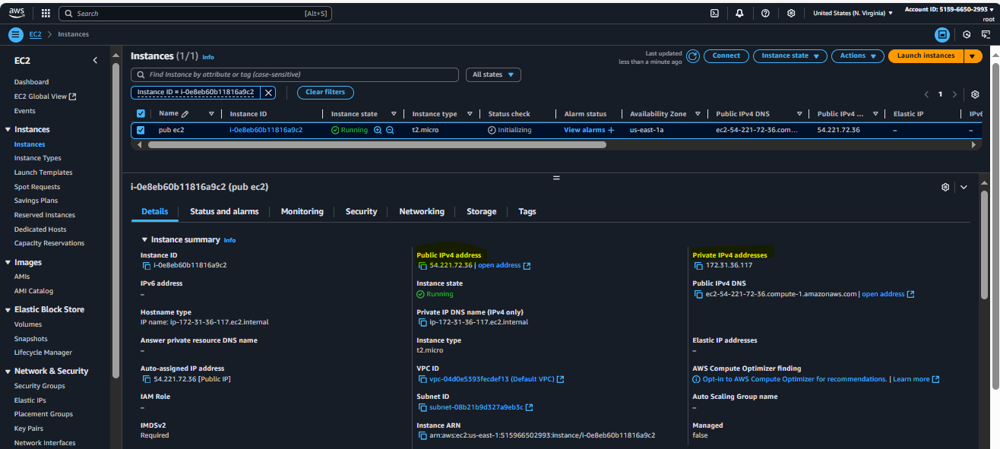 aws
Search [Alt+S]
United States (N. Virginia)
Account ID: 5159-6650-2993
root
EC2 > Instances
EC2
Dashboard
EC2 Global View
Events
Instances
Instances
Instance Types
Launch Templates
Spot Requests
Savings Plans
Reserved Instances
Dedicated Hosts
Capacity Reservations
Images
AMIs
AMI Catalog
Elastic Block Store
Volumes
Snapshots
Lifecycle Manager
Network & Security
Security Groups
Elastic IPs
Placement Groups
Key Pairs
Network Interfaces
Instances (1/1) Info
Last updated
less than a minute ago
Connect
Instance state
Actions
Launch instances
Find Instance by attribute or tag (case-sensitive)
All states
Instance ID = i-0e8eb60b11816a9c2
Clear filters
1
Name Instance ID Instance state Instance type Status check Alarm status Availability Zone Public IPv4 DNS Public IPv4 ... Elastic IP IPv6
pub ec2 i-0e8eb60b11816a9c2 Running t2.micro Initializing View alarms + us-east-1a ec2-54-221-72-36.com... 54.221.72.36 – –
i-0e8eb60b11816a9c2 (pub ec2)
Details Status and alarms Monitoring Security Networking Storage Tags
Instance summary Info
Instance ID
i-0e8eb60b11816a9c2
IPv6 address
–
Hostname type
IP name: ip-172-31-36-117.ec2.internal
Answer private resource DNS name
–
Auto-assigned IP address
54.221.72.36 [Public IP]
IAM Role
–
IMDSv2
Required
Public IPv4 address
54.221.72.36 | open address
Instance state
Running
Private IP DNS name (IPv4 only)
ip-172-31-36-117.ec2.internal
Instance type
t2.micro
VPC ID
vpc-04d0e5393fecdef13 (Default VPC)
Subnet ID
subnet-08b21b9d327a9eb3c
Instance ARN
arn:aws:ec2:us-east-1:515966502993:instance/i-0e8eb60b11816a9c2
Private IPv4 addresses
172.31.36.117
Public IPv4 DNS
ec2-54-221-72-36.compute-1.amazonaws.com | open address
Elastic IP addresses
–
AWS Compute Optimizer finding
Opt-in to AWS Compute Optimizer for recommendations. | Learn more
Auto Scaling Group name
–
Managed
false